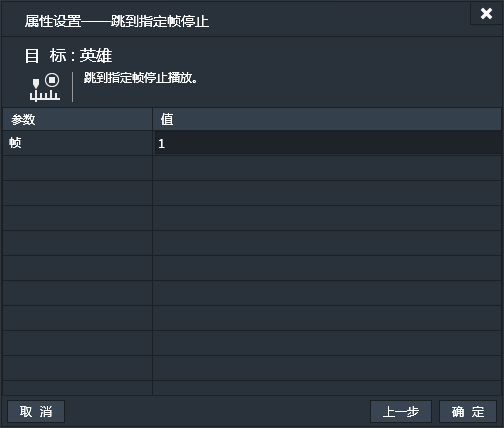 属性设置——跳到指定帧停止
目 标 : 英雄
跳到指定帧停止播放。
参数 值
帧 1
取 消 上一步 确 定